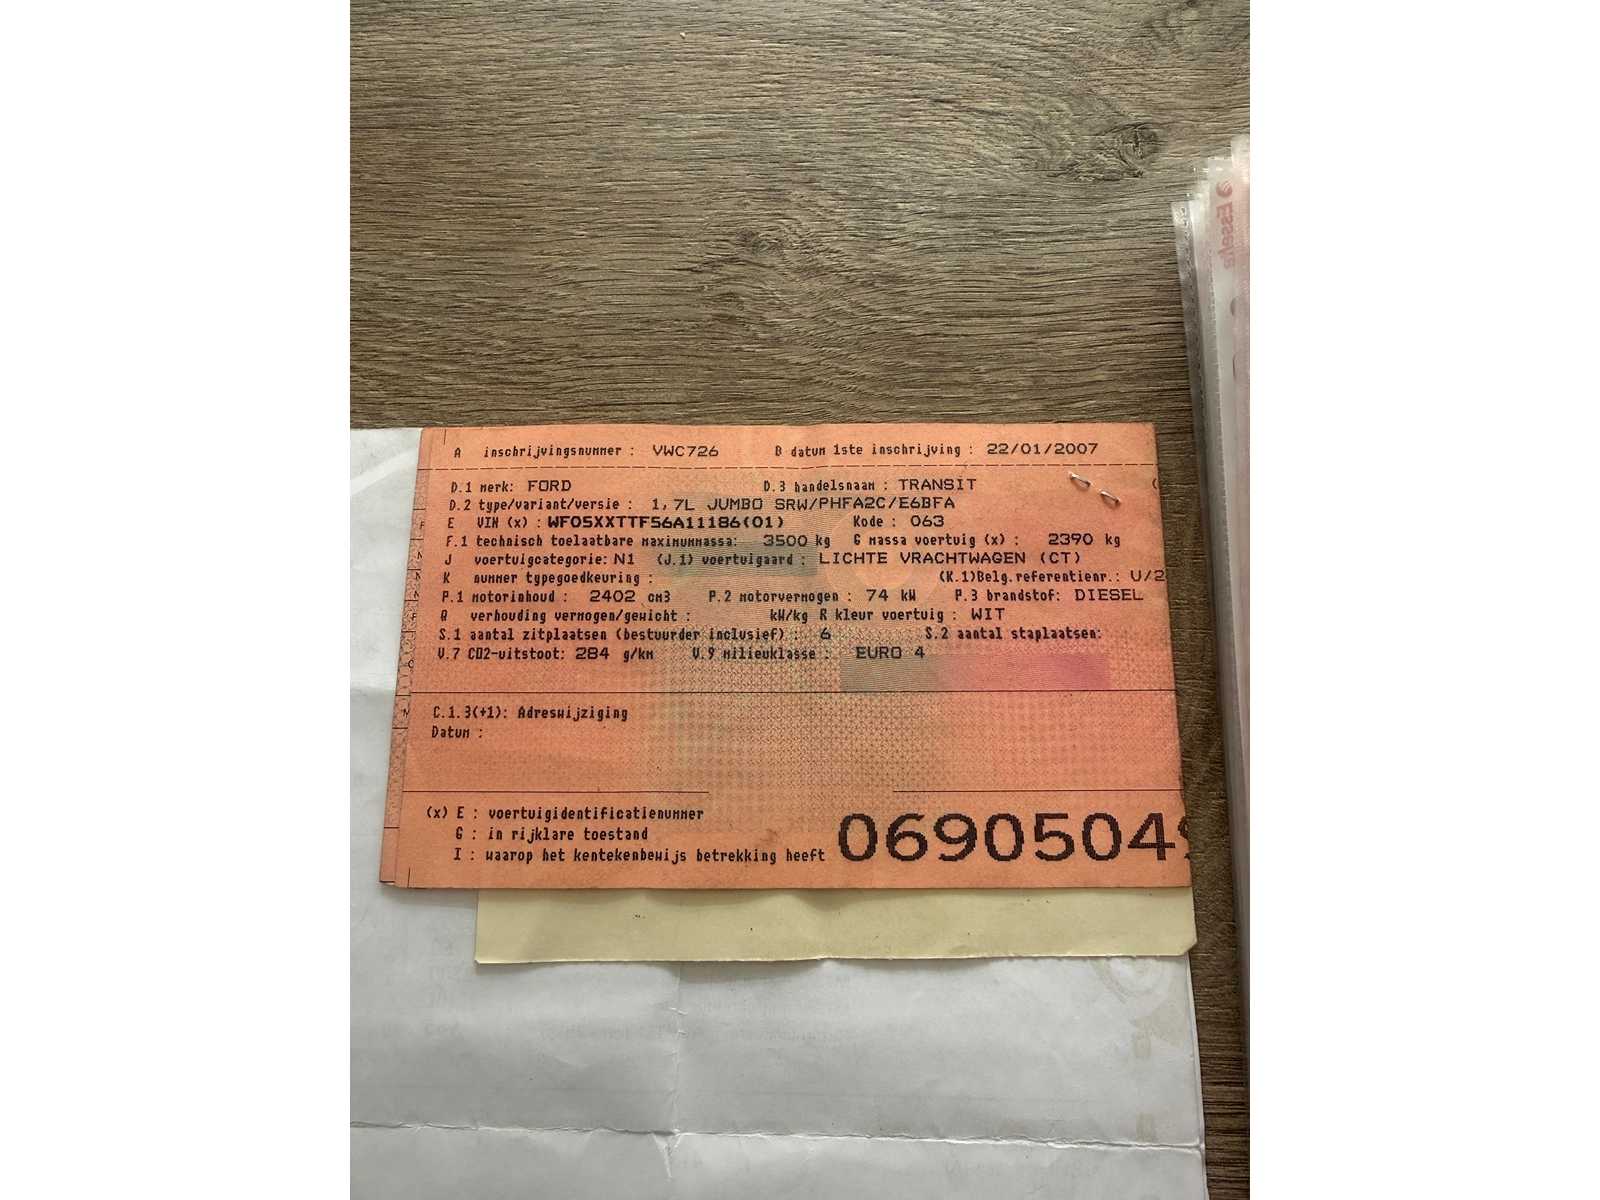 A inschrijvingsnummer : VWC726 B datum 1ste inschrijving : 22/01/2007
D.1 merk: FORD D.3 handelsnaam : TRANSIT
D.2 type/variant/versie : 1,7L JUMBO SRW/PHFA2C/E6BFA
E VIN (x) : WF05XXTTF56A11186(01) Kode : 063
F.1 technisch toelaatbare maximummassa: 3500 kg G massa voertuig (x) : 2390 kg
J voertuigcategorie: N1 (J.1) voertuigaard : LICHTE VRACHTWAGEN (CT)
K nummer typegoedkeuring : (K.1)Belg.referentienr.: U/2
P.1 motorinhoud : 2402 cm3 P.2 motorvermogen : 74 kW P.3 brandstof: DIESEL
Q verhouding vermogen/gewicht : kW/kg R kleur voertuig : WIT
S.1 aantal zitplaatsen (bestuurder inclusief) : 6 S.2 aantal staplaatsen:
V.7 CO2-uitstoot: 284 g/km V.9 milieuklasse : EURO 4
C.1.3(+1): Adreswijziging
Datum :
(x) E : voertuigidentificatienummer
G : in rijklare toestand
I : waarop het kentekenbewijs betrekking heeft
06905049
Esselte